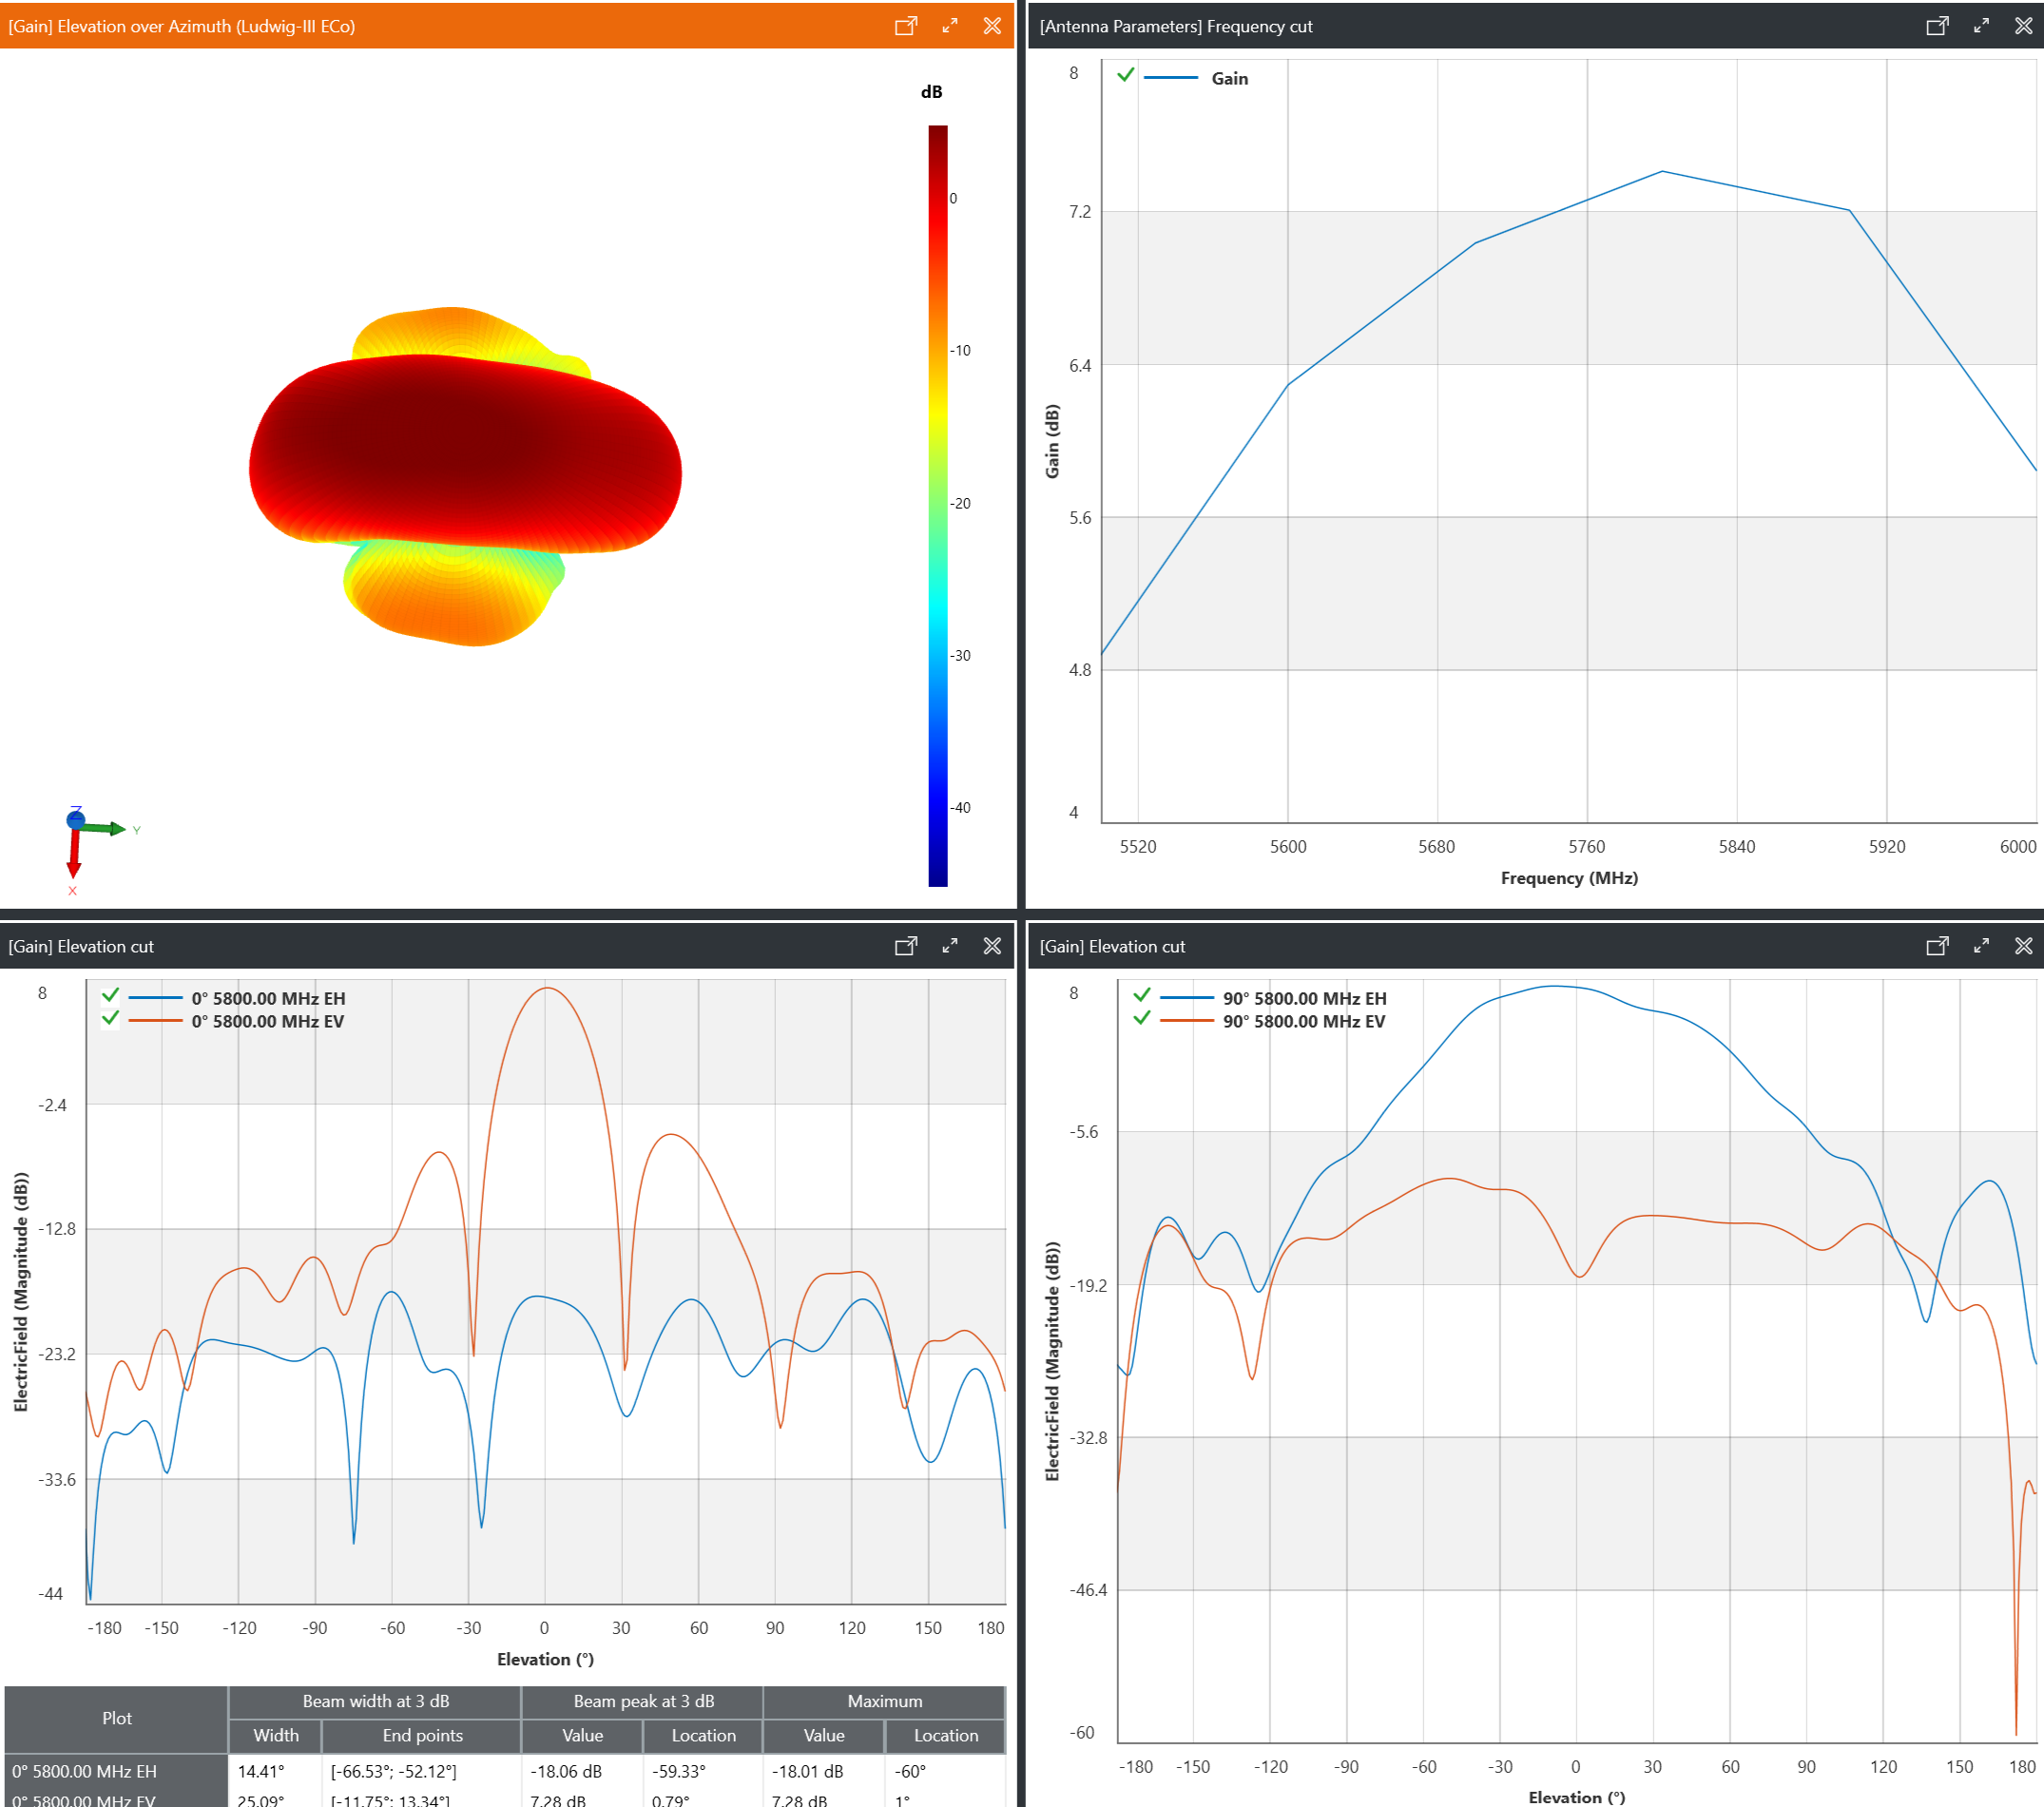 [Gain] Elevation over Azimuth (Ludwig-III ECo)
dB
0
-10
-20
-30
-40
Z
Y
X
[Antenna Parameters] Frequency cut
Gain
8
7.2
6.4
5.6
4.8
4
Gain (dB)
5520 5600 5680 5760 5840 5920 6000
Frequency (MHz)
[Gain] Elevation cut
0° 5800.00 MHz EH
0° 5800.00 MHz EV
8
-2.4
-12.8
-23.2
-33.6
-44
ElectricField (Magnitude (dB))
-180 -150 -120 -90 -60 -30 0 30 60 90 120 150 180
Elevation (°)
Plot Beam width at 3 dB Beam peak at 3 dB Maximum
Width End points Value Location Value Location
0° 5800.00 MHz EH 14.41° [-66.53°; -52.12°] -18.06 dB -59.33° -18.01 dB -60°
0° 5800.00 MHz EV 25.09° [-11.75°; 13.34°] 7.28 dB 0.79° 7.28 dB 1°
[Gain] Elevation cut
90° 5800.00 MHz EH
90° 5800.00 MHz EV
8
-5.6
-19.2
-32.8
-46.4
-60
ElectricField (Magnitude (dB))
-180 -150 -120 -90 -60 -30 0 30 60 90 120 150 180
Elevation (°)